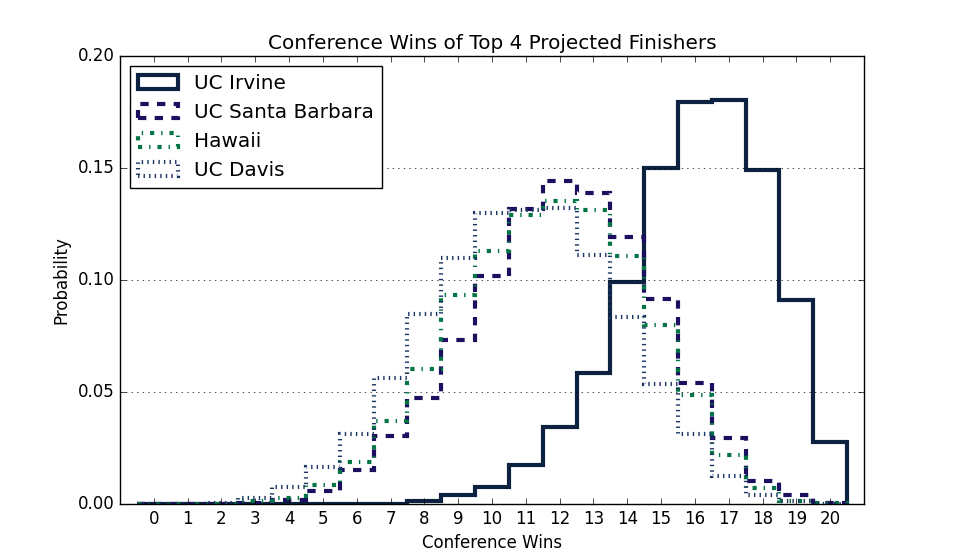 Conference Wins of Top 4 Projected Finishers
0.20
UC Irvine
UC Santa Barbara
Hawaii
UC Davis
0.15
0.10
0.05
0.00
Probability
0 1 2 3 4 5 6 7 8 9 10 11 12 13 14 15 16 17 18 19 20
Conference Wins